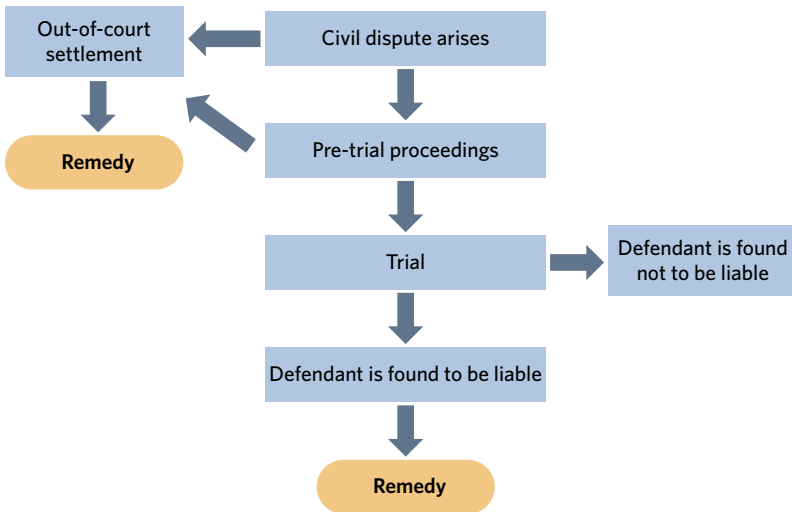 Out-of-court
settlement
Civil dispute arises
Remedy
Pre-trial proceedings
Trial
Defendant is found
not to be liable
Defendant is found to be liable
Remedy